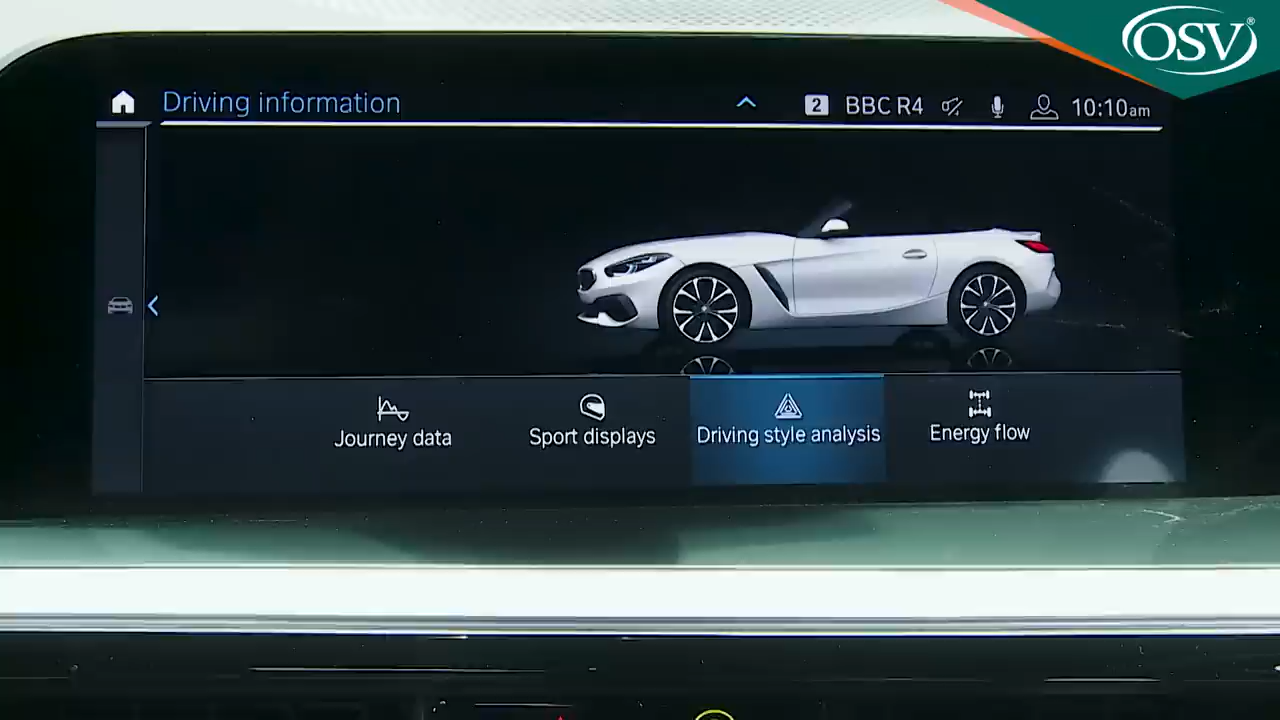 OSV®
Driving information
2 BBC R4 10:10am
Journey data
Sport displays
Driving style analysis
Energy flow